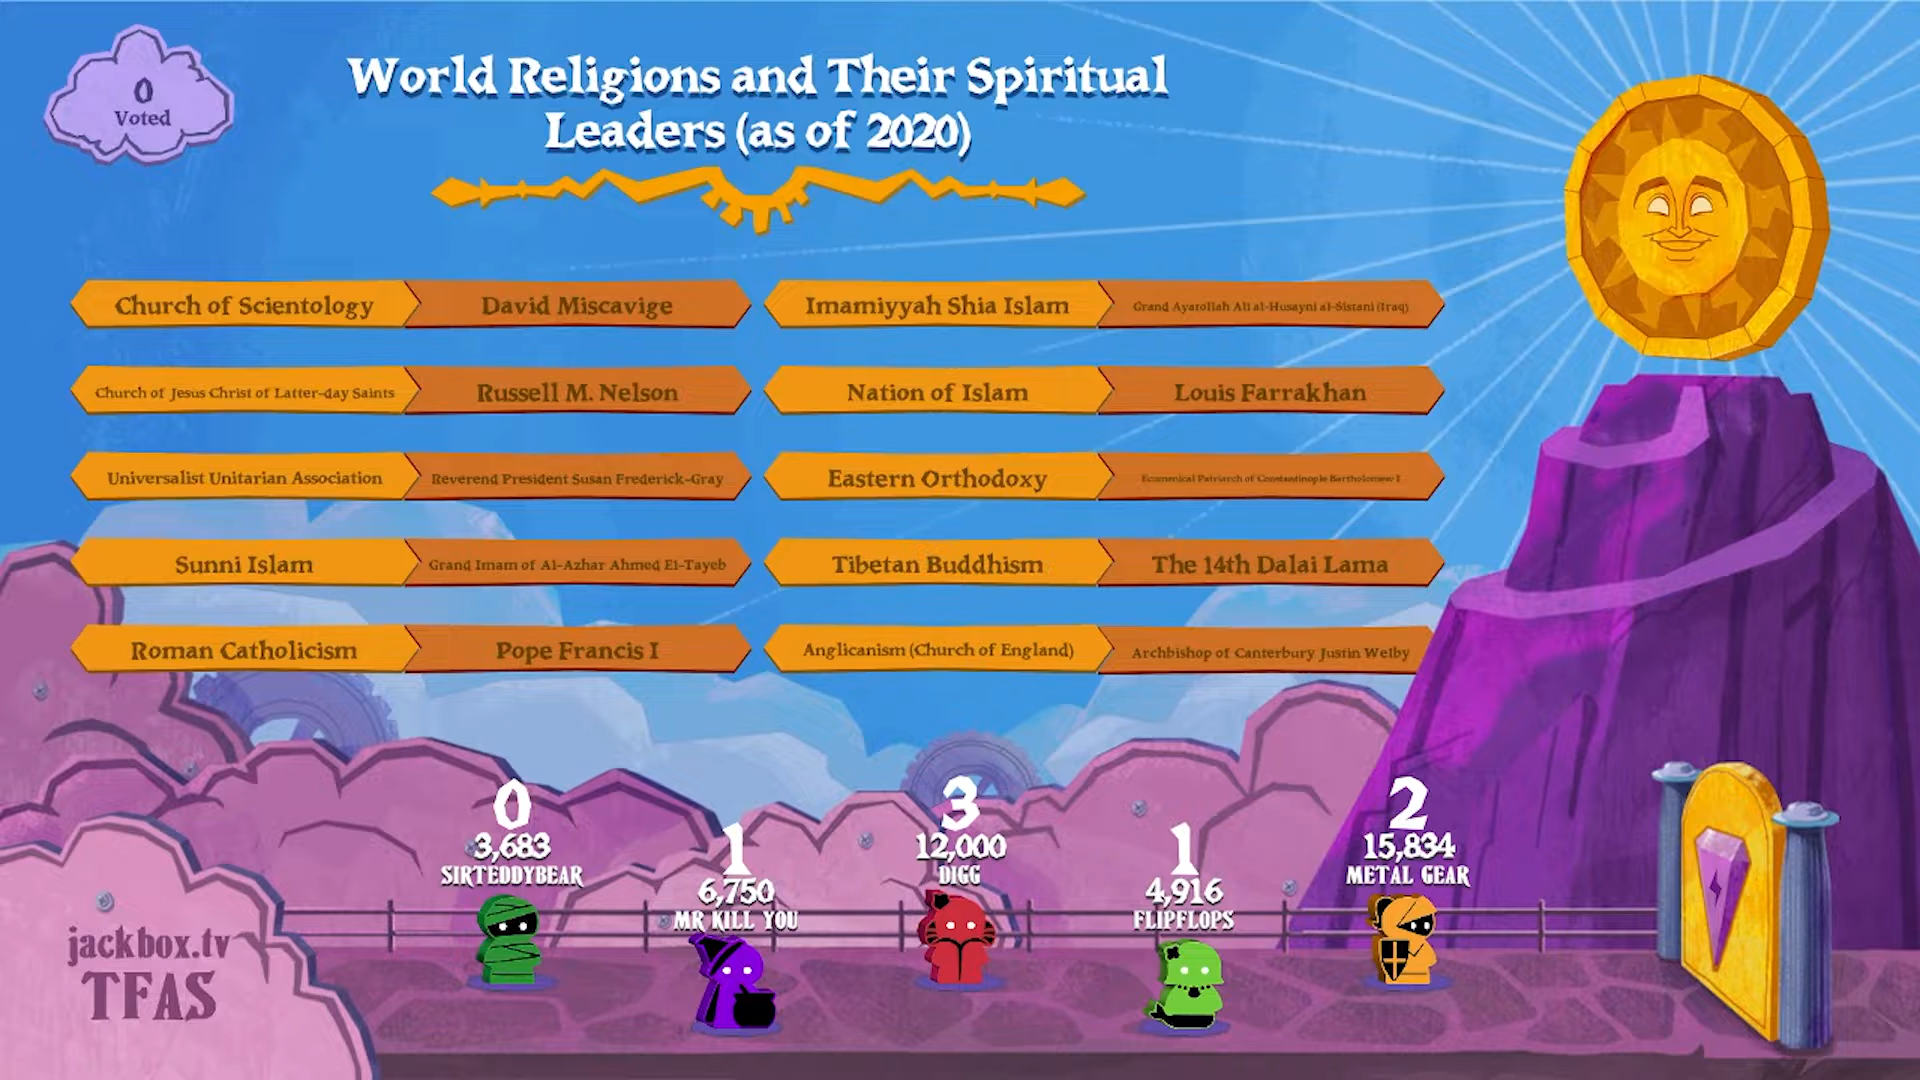 0
Voted
World Religions and Their Spiritual
Leaders (as of 2020)
Church of Scientology
David Miscavige
Imamiyyah Shia Islam
Grand Ayatollah Ali al-Husayni al-Sistani (Iraq)
Church of Jesus Christ of Latter-day Saints
Russell M. Nelson
Nation of Islam
Louis Farrakhan
Universalist Unitarian Association
Reverend President Susan Frederick-Gray
Eastern Orthodoxy
Ecumenical Patriarch of Constantinople Bartholomew I
Sunni Islam
Grand Imam of Al-Azhar Ahmed El-Tayeb
Tibetan Buddhism
The 14th Dalai Lama
Roman Catholicism
Pope Francis I
Anglicanism (Church of England)
Archbishop of Canterbury Justin Welby
0
3,683
SIRTEDDYBEAR
1
6,750
MR KILL YOU
3
12,000
DIGG
1
4,916
FLIPFLOPS
2
15,834
METAL GEAR
jackbox.tv
TFAS